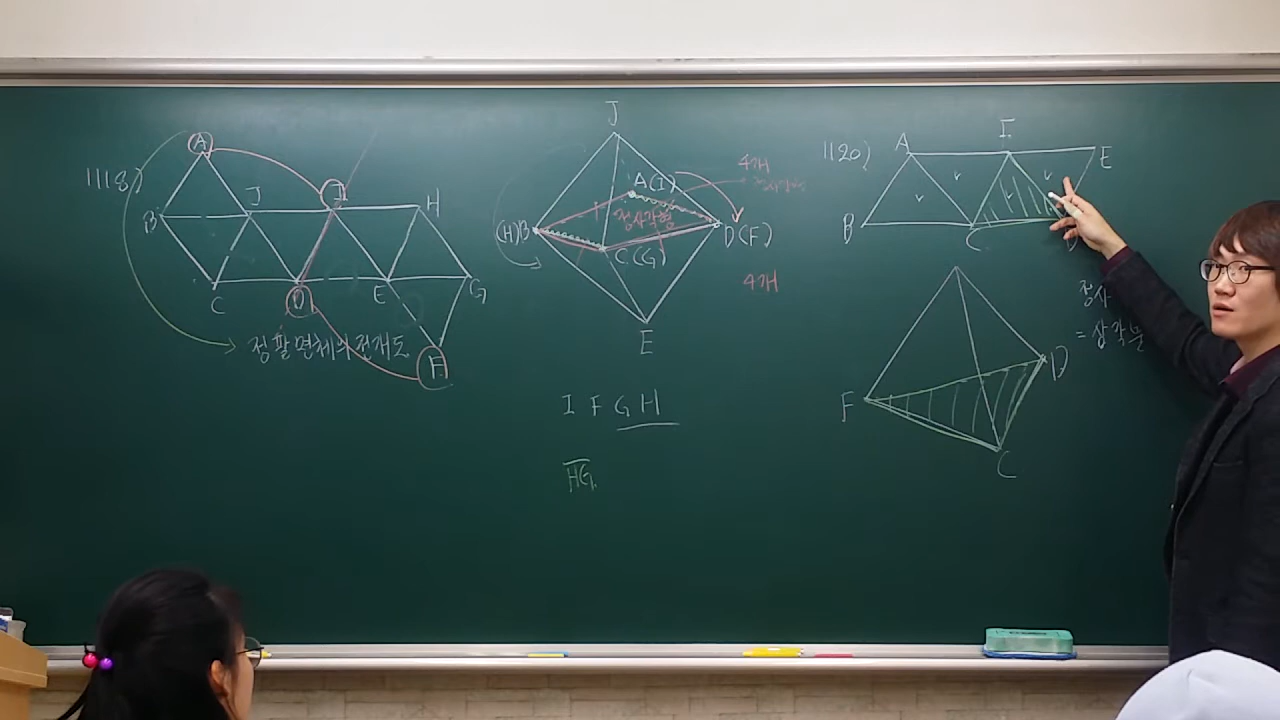 1118)
A
B
J
I
H
C
D
E
G
F
정팔면체의 전개도
J
A(I)
(H)B
정사각형
D(F)
C(G)
E
4개
4개
I F G H
HG
1120)
A
F
E
B
C
D
정사
= 삼각뿔
F
D
C